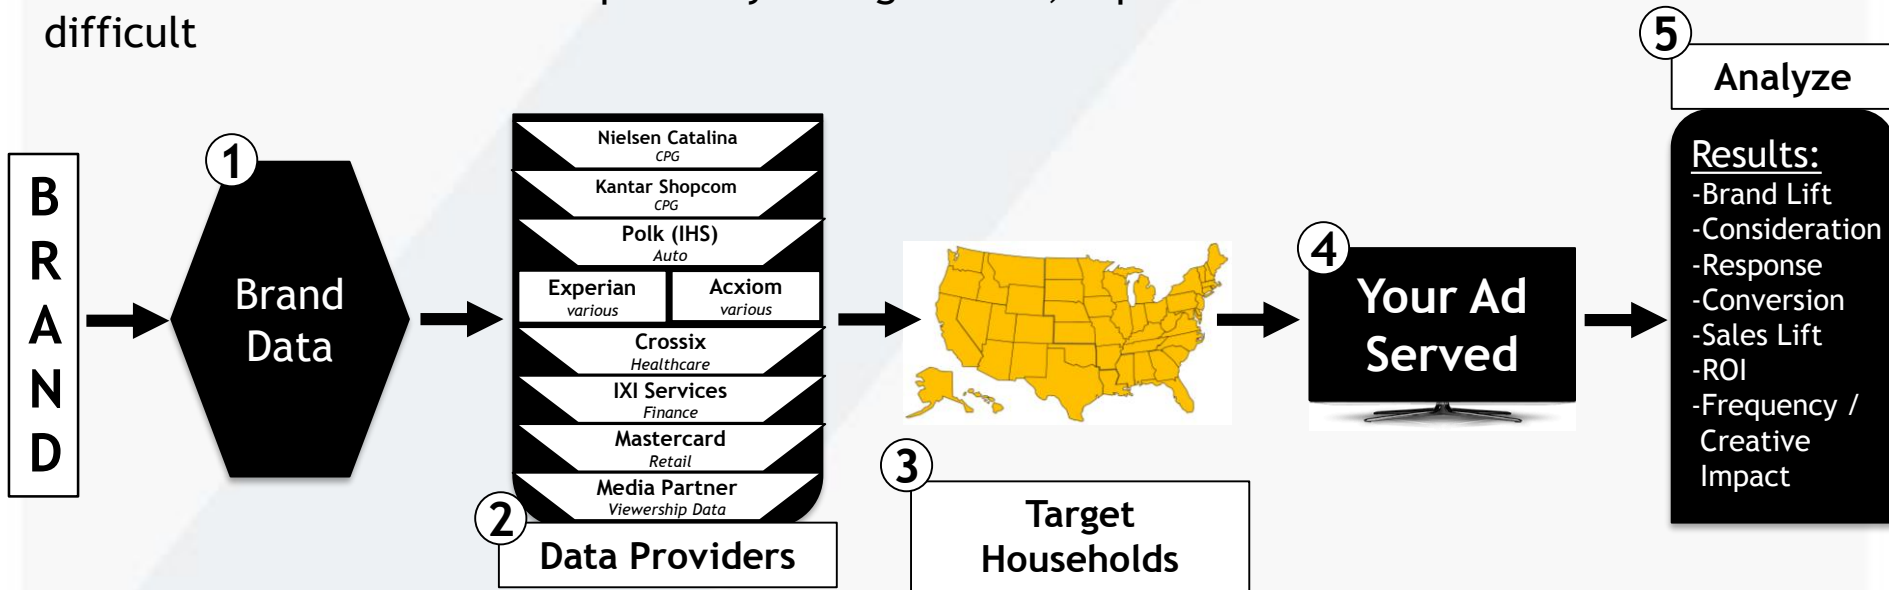 difficult
BRAND
1
Brand
Data
Nielsen Catalina
CPG
Kantar Shopcom
CPG
Polk (IHS)
Auto
Experian
various
Acxiom
various
Crossix
Healthcare
IXI Services
Finance
Mastercard
Retail
Media Partner
Viewership Data
2
Data Providers
3
Target
Households
4
Your Ad
Served
5
Analyze
Results:
-Brand Lift
-Consideration
-Response
-Conversion
-Sales Lift
-ROI
-Frequency /
Creative
Impact